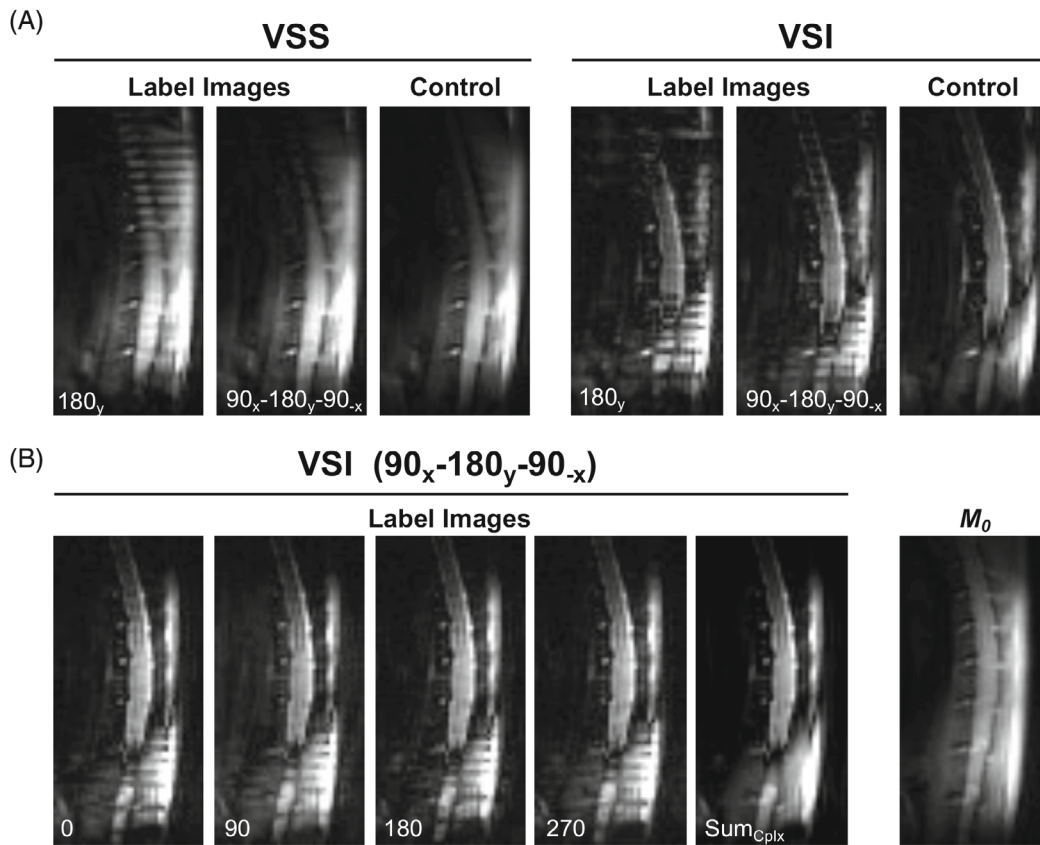 (A)
VSS VSI
Label Images Control Label Images Control
180y 90x-180y-90-x 180y 90x-180y-90-x
(B)
VSI (90x-180y-90-x)
Label Images M0
0 90 180 270 SumCplx